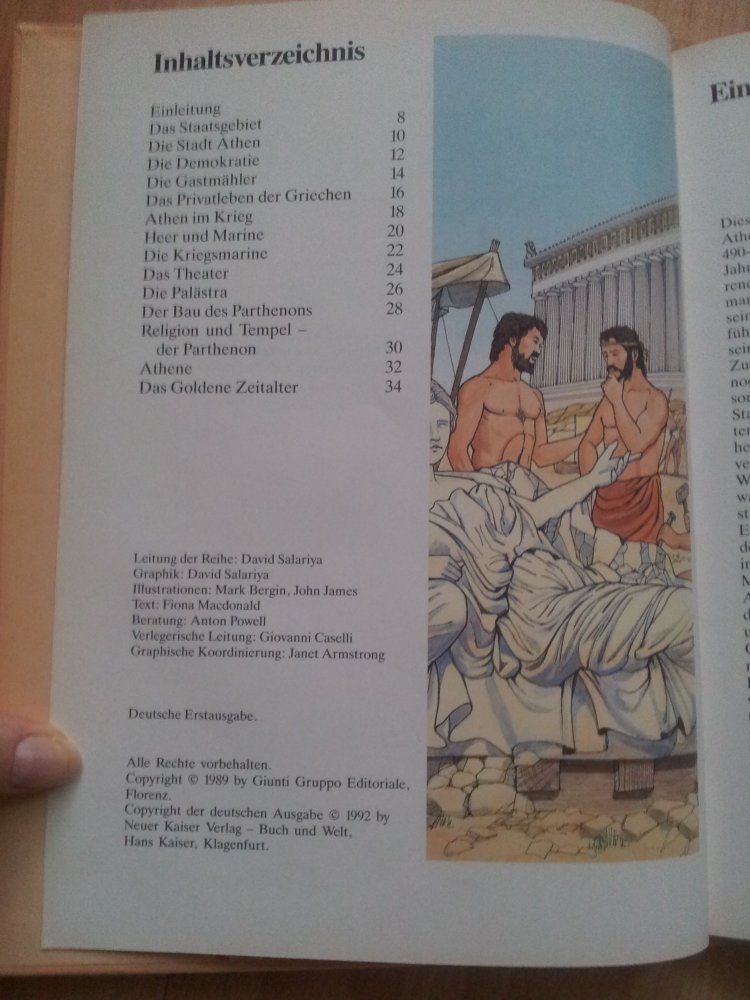 Inhaltsverzeichnis
Einleitung
Das Staatsgebiet 8
Die Stadt Athen 10
Die Demokratie 12
Die Gastmähler 14
Das Privatleben der Griechen 16
Athen im Krieg 18
Heer und Marine 20
Die Kriegsmarine 22
Das Theater 24
Die Palästra 26
Der Bau des Parthenons 28
Religion und Tempel –
der Parthenon 30
Athene 32
Das Goldene Zeitalter 34
Leitung der Reihe: David Salariya
Graphik: David Salariya
Illustrationen: Mark Bergin, John James
Text: Fiona Macdonald
Beratung: Anton Powell
Verlegerische Leitung: Giovanni Caselli
Graphische Koordinierung: Janet Armstrong
Deutsche Erstausgabe.
Alle Rechte vorbehalten.
Copyright © 1989 by Giunti Gruppo Editoriale,
Florenz.
Copyright der deutschen Ausgabe © 1992 by
Neuer Kaiser Verlag – Buch und Welt,
Hans Kaiser, Klagenfurt.
Ein
Dies
Athe
490-
Jahr